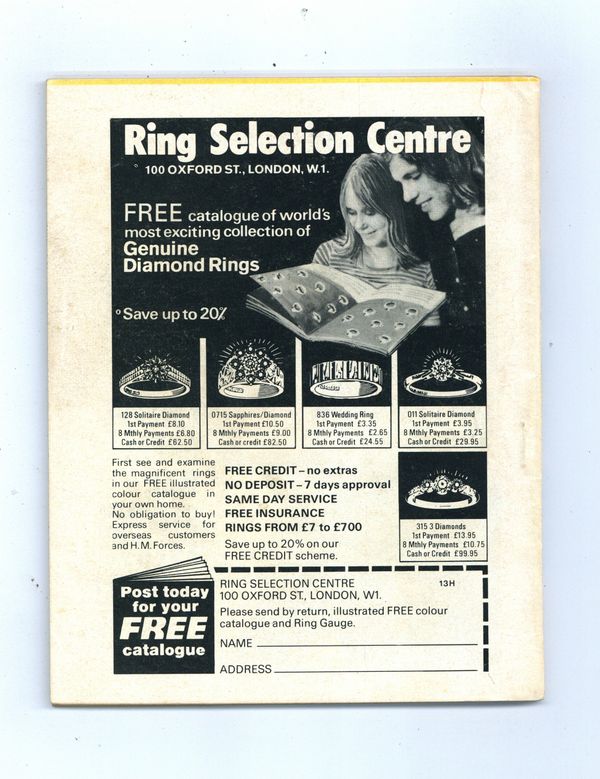 Ring Selection Centre
100 OXFORD ST., LONDON, W.1.
FREE catalogue of world's
most exciting collection of
Genuine
Diamond Rings
Save up to 20%
128 Solitaire Diamond
1st Payment £8.10
8 Mthly Payments £6.80
Cash or Credit £62.50
0715 Sapphires/Diamond
1st Payment £10.50
8 Mthly Payments £9.00
Cash or credit £82.50
836 Wedding Ring
1st Payment £3.35
8 Mthly Payments £2.65
Cash or Credit £24.55
011 Solitaire Diamond
1st Payment £3.95
8 Mthly Payments £3.25
Cash or Credit £29.95
First see and examine
the magnificent rings
in our FREE illustrated
colour catalogue in
your own home.
No obligation to buy!
Express service for
overseas customers
and H.M. Forces.
FREE CREDIT – no extras
NO DEPOSIT – 7 days approval
SAME DAY SERVICE
FREE INSURANCE
RINGS FROM £7 to £700
Save up to 20% on our
FREE CREDIT scheme.
315 3 Diamonds
1st Payment £13.95
8 Mthly Payments £10.75
Cash or Credit £99.95
Post today
for your
FREE
catalogue
RING SELECTION CENTRE 13H
100 OXFORD ST., LONDON, W1.
Please send by return, illustrated FREE colour
catalogue and Ring Gauge.
NAME
ADDRESS